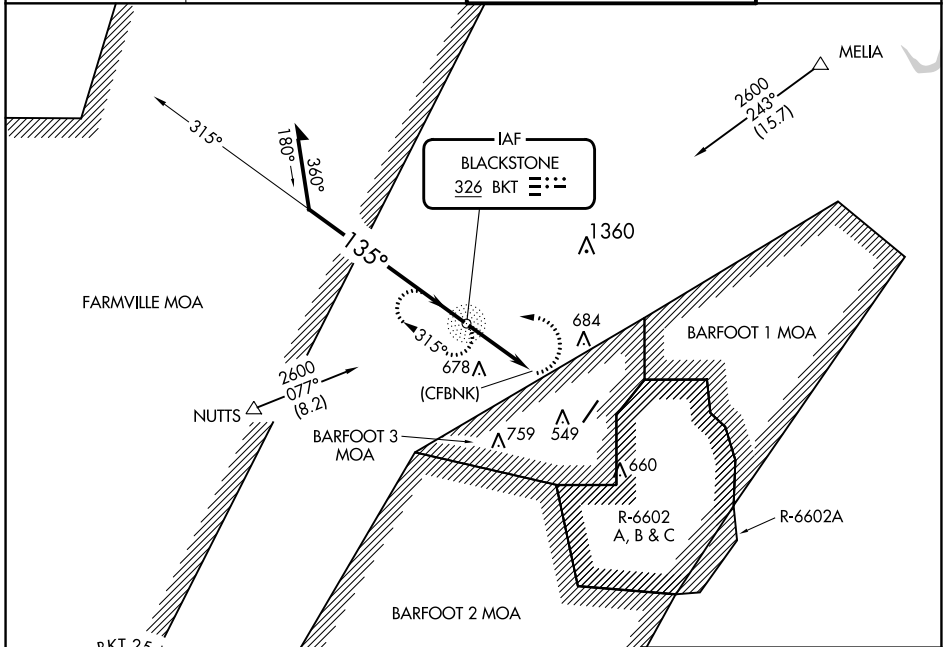 MELIA
2600
243°
(15.7)
315°
180°
360°
IAF
BLACKSTONE
326 BKT
135°
1360
FARMVILLE MOA
684
BARFOOT 1 MOA
315°
678
(CFBNK)
2600
077°
(8.2)
NUTTS
BARFOOT 3
MOA
759
549
660
R-6602
A, B & C
R-6602A
BARFOOT 2 MOA
BKT 25